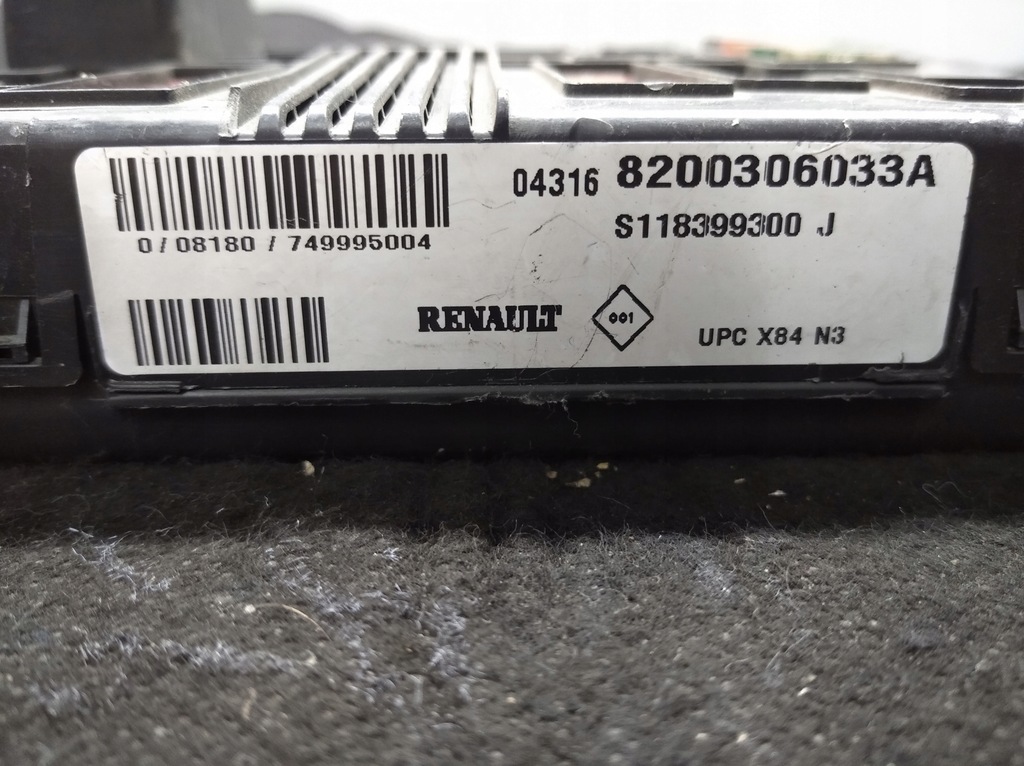 04316 8200306033A
S118399300 J
0/08180/749995004
RENAULT 001 UPC X84 N3